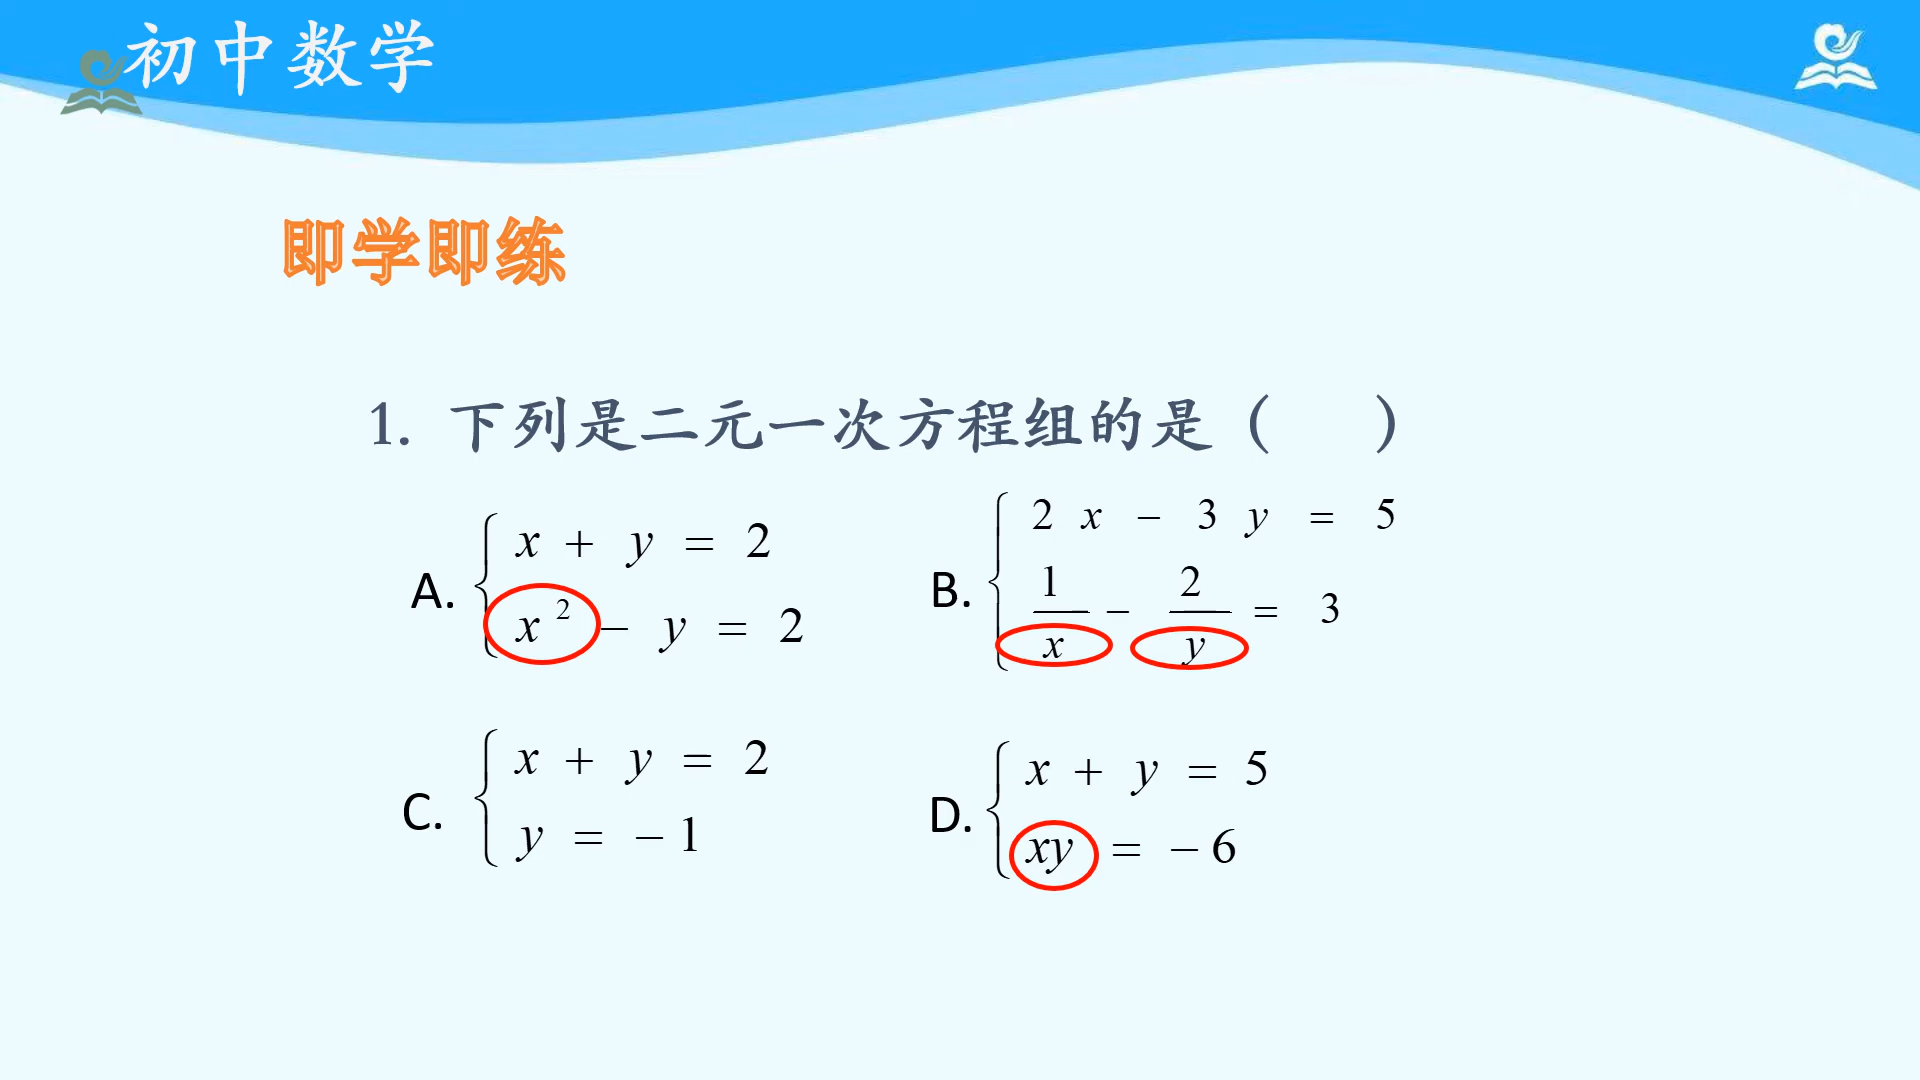 初中数学
即学即练
1. 下列是二元一次方程组的是（ ）
A. { x + y = 2
x² − y = 2
B. { 2x − 3y = 5
1/x − 2/y = 3
C. { x + y = 2
y = −1
D. { x + y = 5
xy = −6